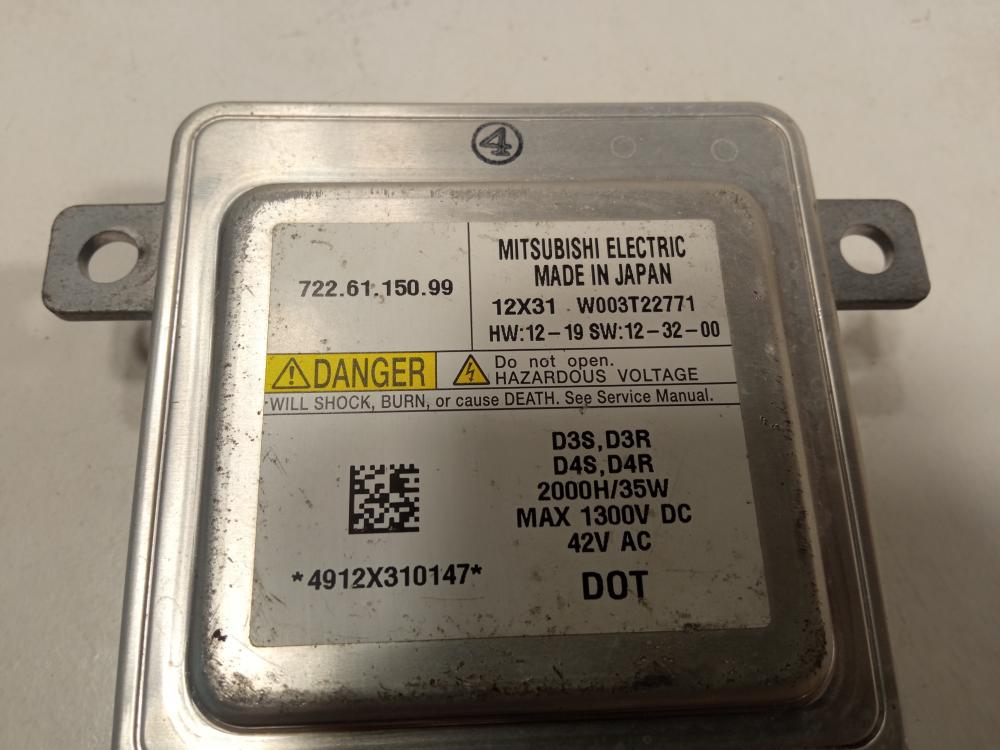 4
722.61.150.99
MITSUBISHI ELECTRIC
MADE IN JAPAN
12X31 W003T22771
HW:12-19 SW:12-32-00
DANGER
Do not open.
HAZARDOUS VOLTAGE
WILL SHOCK, BURN, or cause DEATH. See Service Manual.
D3S,D3R
D4S,D4R
2000H/35W
MAX 1300V DC
42V AC
*4912X310147*
DOT